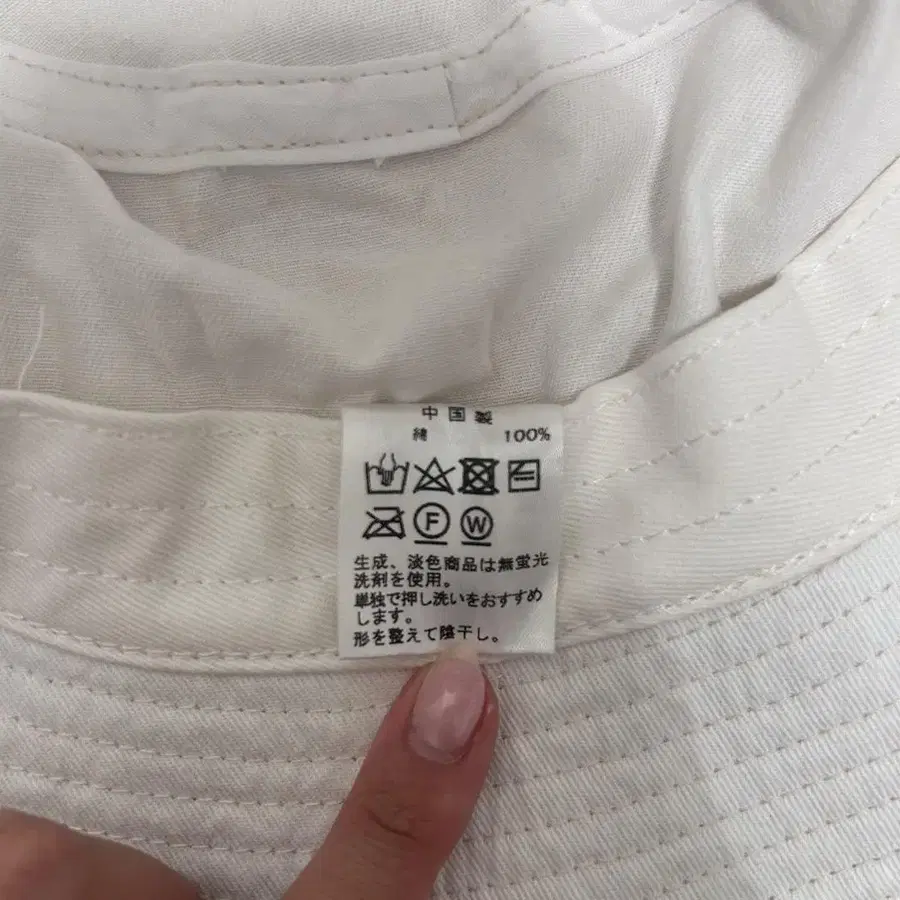 中国製
綿 100%
F W
生成、淡色商品は無蛍光
洗剤を使用。
単独で押し洗いをおすすめ
します。
形を整えて陰干し。